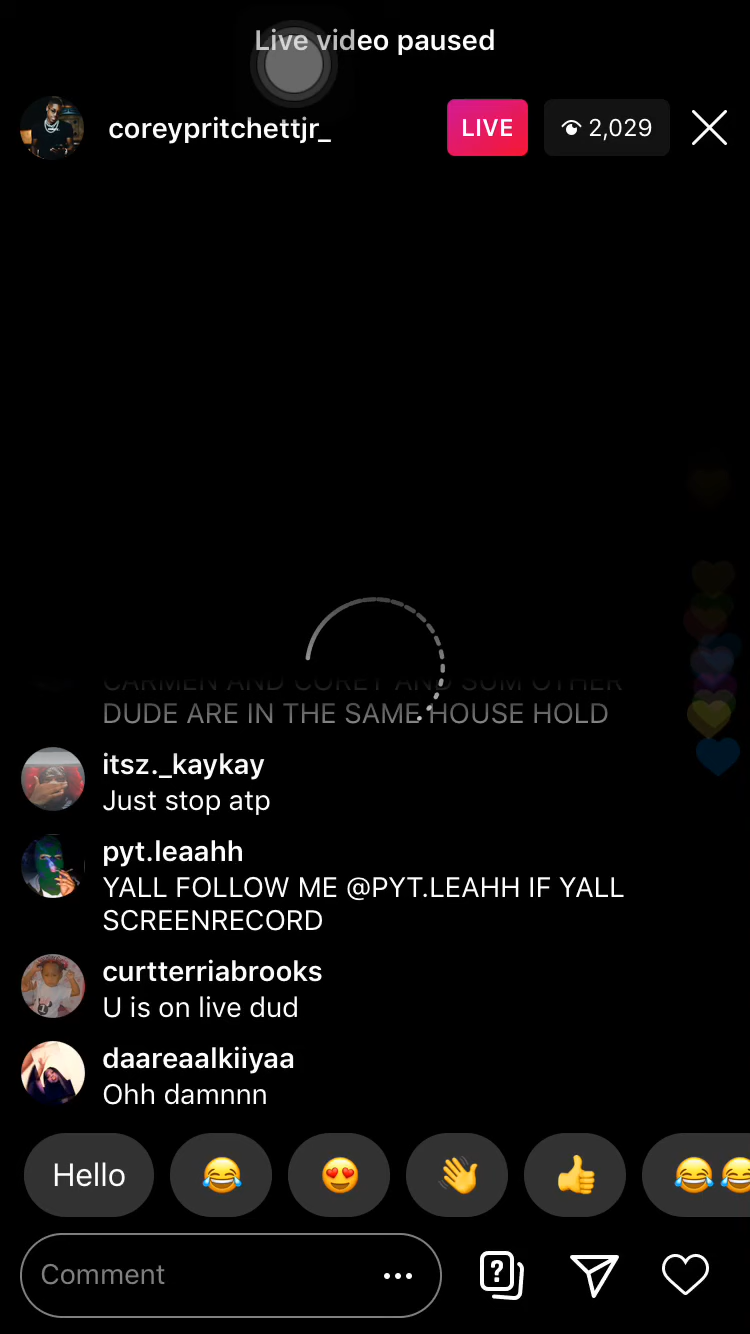 Live video paused
coreypritchettjr_
LIVE
2,029
CARMEN AND COREY AND SUM OTHER
DUDE ARE IN THE SAME HOUSE HOLD
itsz._kaykay
Just stop atp
pyt.leaahh
YALL FOLLOW ME @PYT.LEAHH IF YALL
SCREENRECORD
curtterriabrooks
U is on live dud
daareaalkiiyaa
Ohh damnnn
Hello
Comment